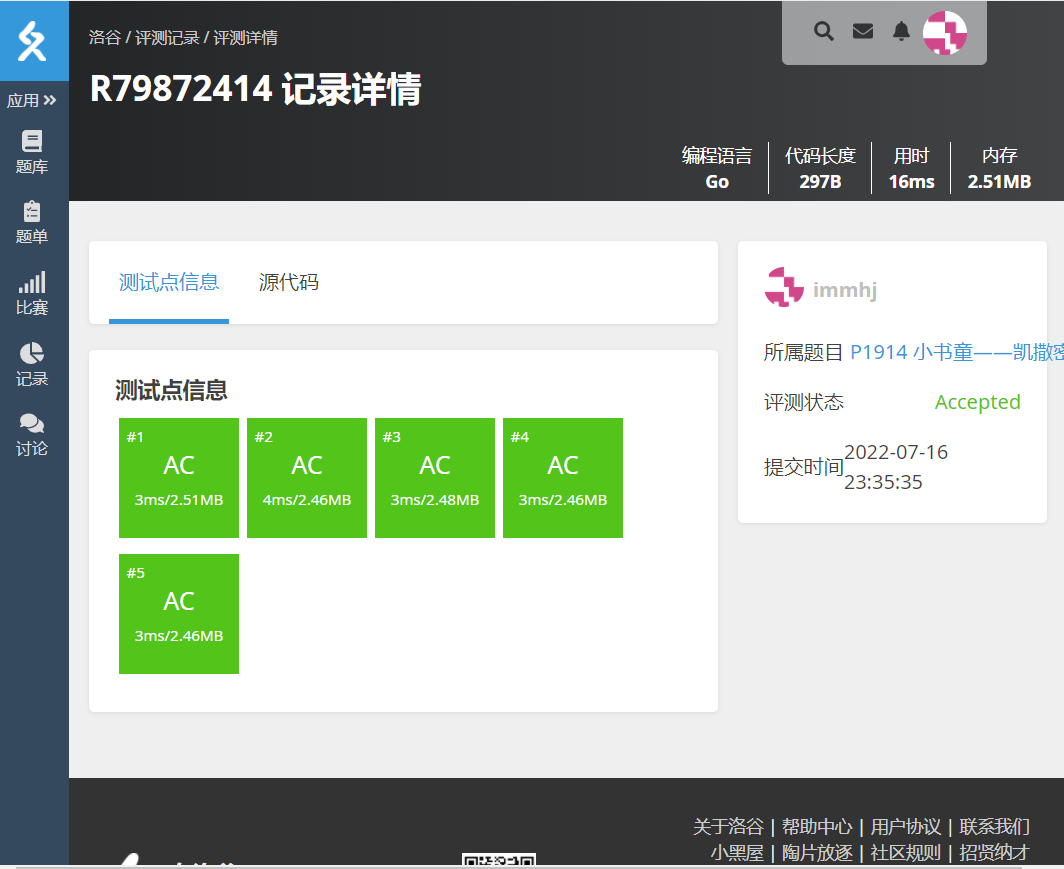 洛谷 / 评测记录 / 评测详情
R79872414 记录详情
应用
题库
题单
比赛
记录
讨论
编程语言
Go
代码长度
297B
用时
16ms
内存
2.51MB
测试点信息
源代码
测试点信息
#1
AC
3ms/2.51MB
#2
AC
4ms/2.46MB
#3
AC
3ms/2.48MB
#4
AC
3ms/2.46MB
#5
AC
3ms/2.46MB
immhj
所属题目 P1914 小书童——凯撒密
评测状态 Accepted
提交时间 2022-07-16
23:35:35
关于洛谷 | 帮助中心 | 用户协议 | 联系我们
小黑屋 | 陶片放逐 | 社区规则 | 招贤纳才